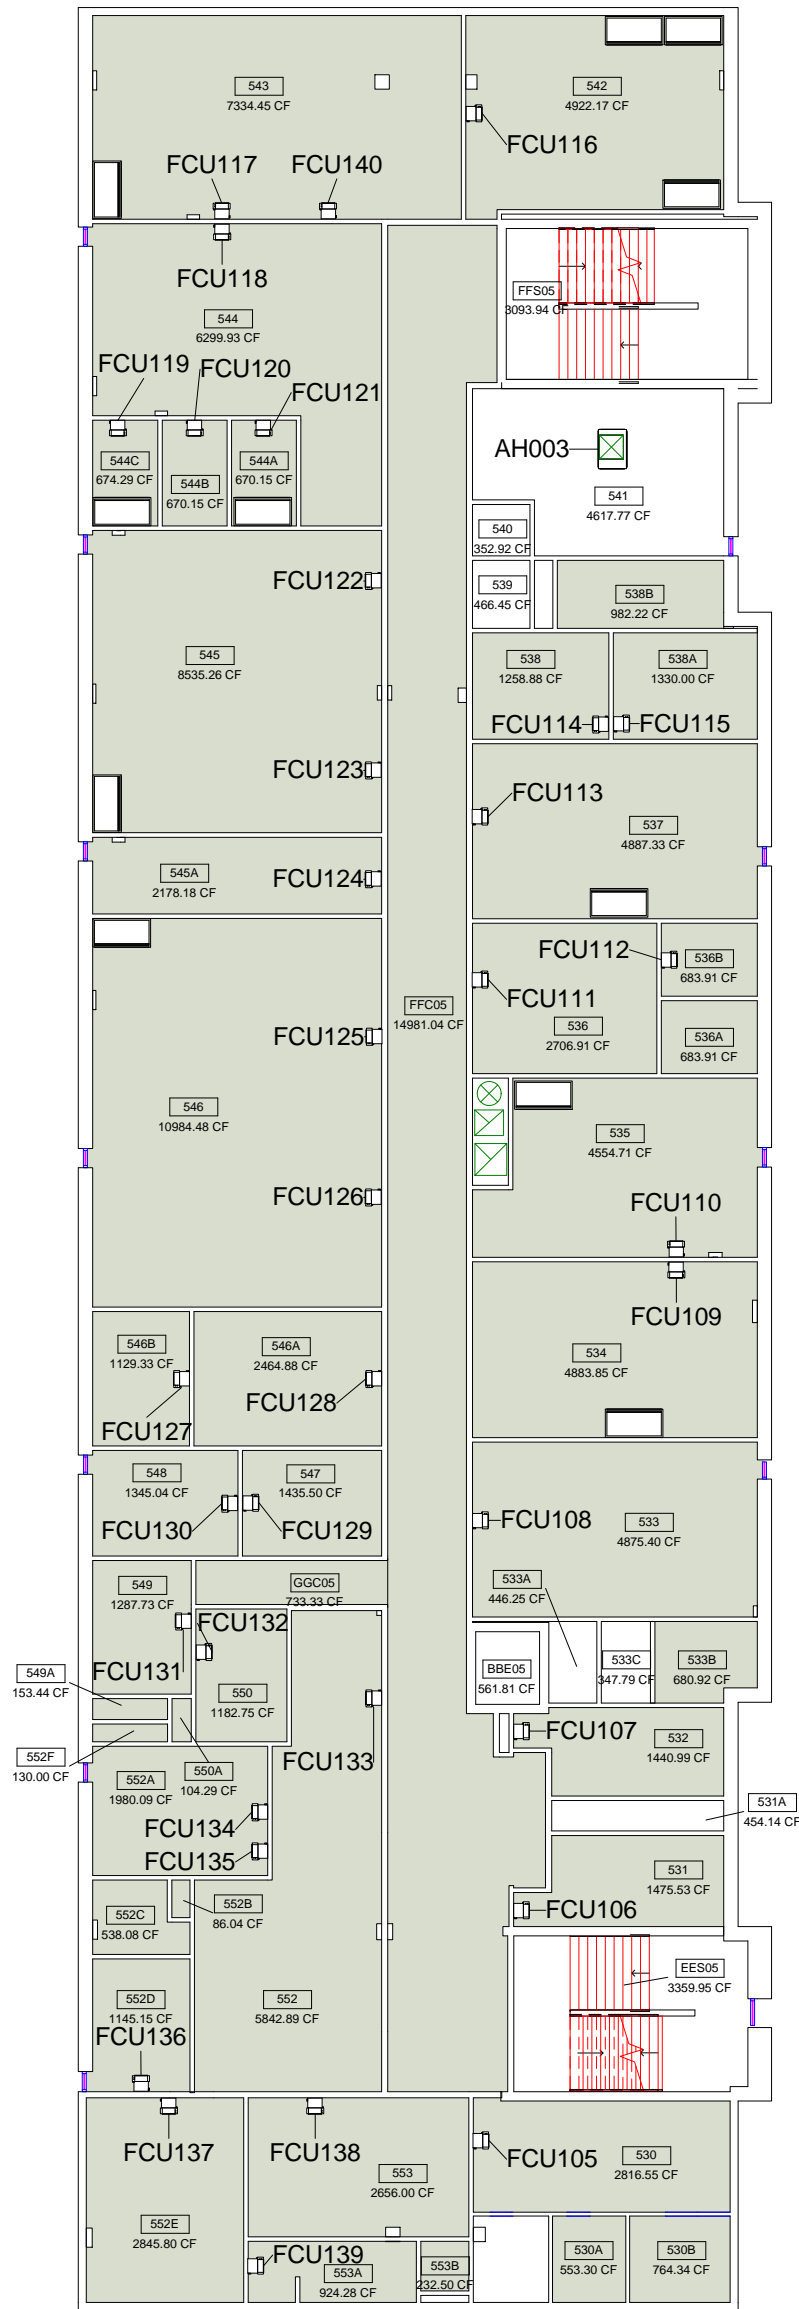 543
7334.45 CF
542
4922.17 CF
FCU116
FCU117
FCU140
FCU118
544
6299.93 CF
FFS05
3093.94 CF
FCU119
FCU120
FCU121
544C
674.29 CF
544B
670.15 CF
544A
670.15 CF
AH003
541
4617.77 CF
540
352.92 CF
539
466.45 CF
538B
982.22 CF
FCU122
545
8535.26 CF
538
1258.88 CF
538A
1330.00 CF
FCU114
FCU115
FCU123
FCU113
537
4887.33 CF
545A
2178.18 CF
FCU124
FCU112
536B
683.91 CF
FCU111
FFC05
14981.04 CF
536
2706.91 CF
536A
683.91 CF
FCU125
546
10984.48 CF
535
4554.71 CF
FCU126
FCU110
FCU109
546B
1129.33 CF
546A
2464.88 CF
534
4883.85 CF
FCU128
FCU127
548
1345.04 CF
547
1435.50 CF
FCU130
FCU129
FCU108
533
4875.40 CF
549
1287.73 CF
GGC05
733.33 CF
533A
446.25 CF
FCU132
FCU131
549A
153.44 CF
550
1182.75 CF
BBE05
561.81 CF
533C
347.79 CF
533B
680.92 CF
FCU133
FCU107
532
1440.99 CF
552F
130.00 CF
550A
104.29 CF
552A
1980.09 CF
531A
454.14 CF
FCU134
FCU135
531
1475.53 CF
552C
538.08 CF
552B
86.04 CF
FCU106
EES05
3359.95 CF
552D
1145.15 CF
552
5842.89 CF
FCU136
FCU137
FCU138
FCU105
530
2816.55 CF
553
2656.00 CF
552E
2845.80 CF
FCU139
553A
924.28 CF
553B
232.50 CF
530A
553.30 CF
530B
764.34 CF